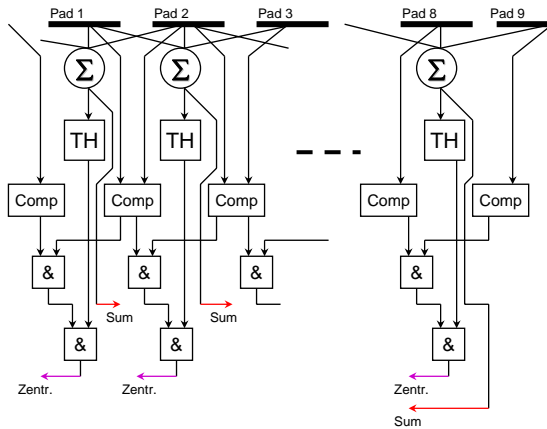 Pad 1 Pad 2 Pad 3 Pad 8 Pad 9
Σ Σ Σ
TH TH TH
Comp Comp Comp Comp Comp
& & & &
Sum Sum
& & &
Zentr. Zentr. Zentr.
Sum